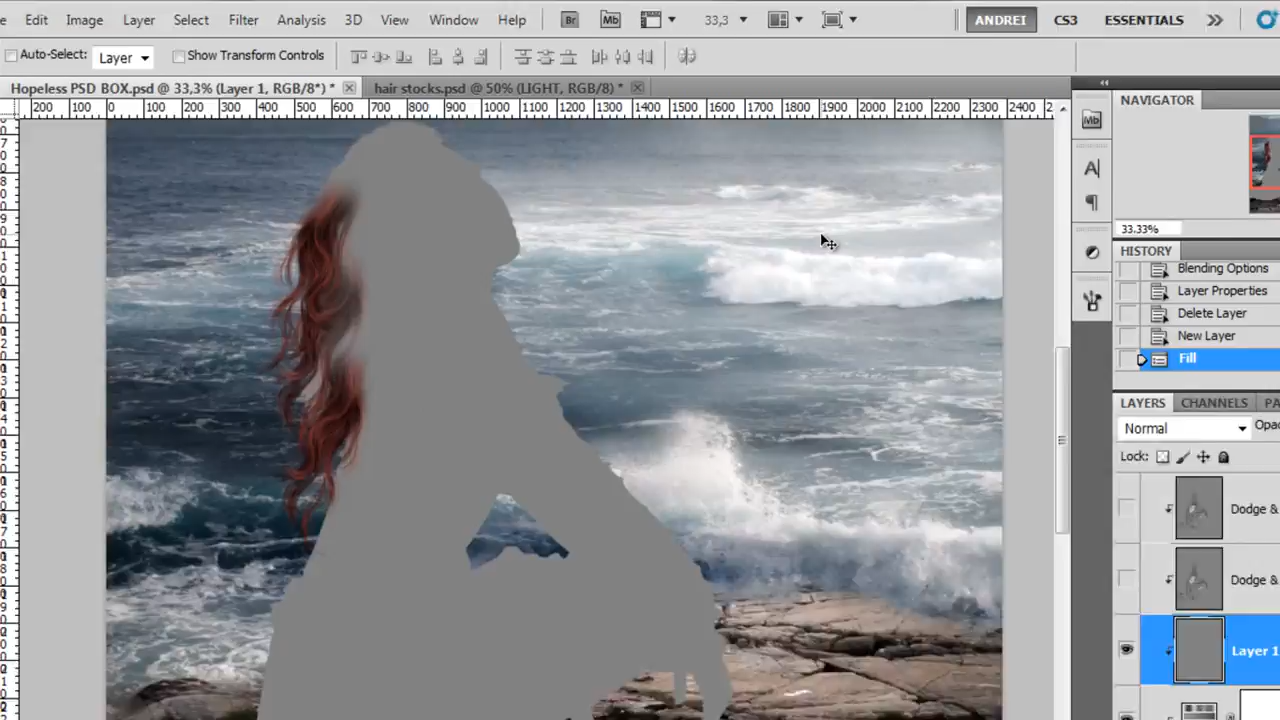 Edit Image Layer Select Filter Analysis 3D View Window Help Br Mb 33,3 ANDREI CS3 ESSENTIALS
Auto-Select: Layer Show Transform Controls
Hopeless PSD BOX.psd @ 33,3% (Layer 1, RGB/8*) * hair stocks.psd @ 50% (LIGHT, RGB/8) *
200 100 0 100 200 300 400 500 600 700 800 900 1000 1100 1200 1300 1400 1500 1600 1700 1800 1900 2000 2100 2200 2300 2400
NAVIGATOR
Mb
A
33.33%
HISTORY
Blending Options
Layer Properties
Delete Layer
New Layer
Fill
LAYERS CHANNELS PA
Normal Opac
Lock:
Dodge &
Dodge &
Layer 1